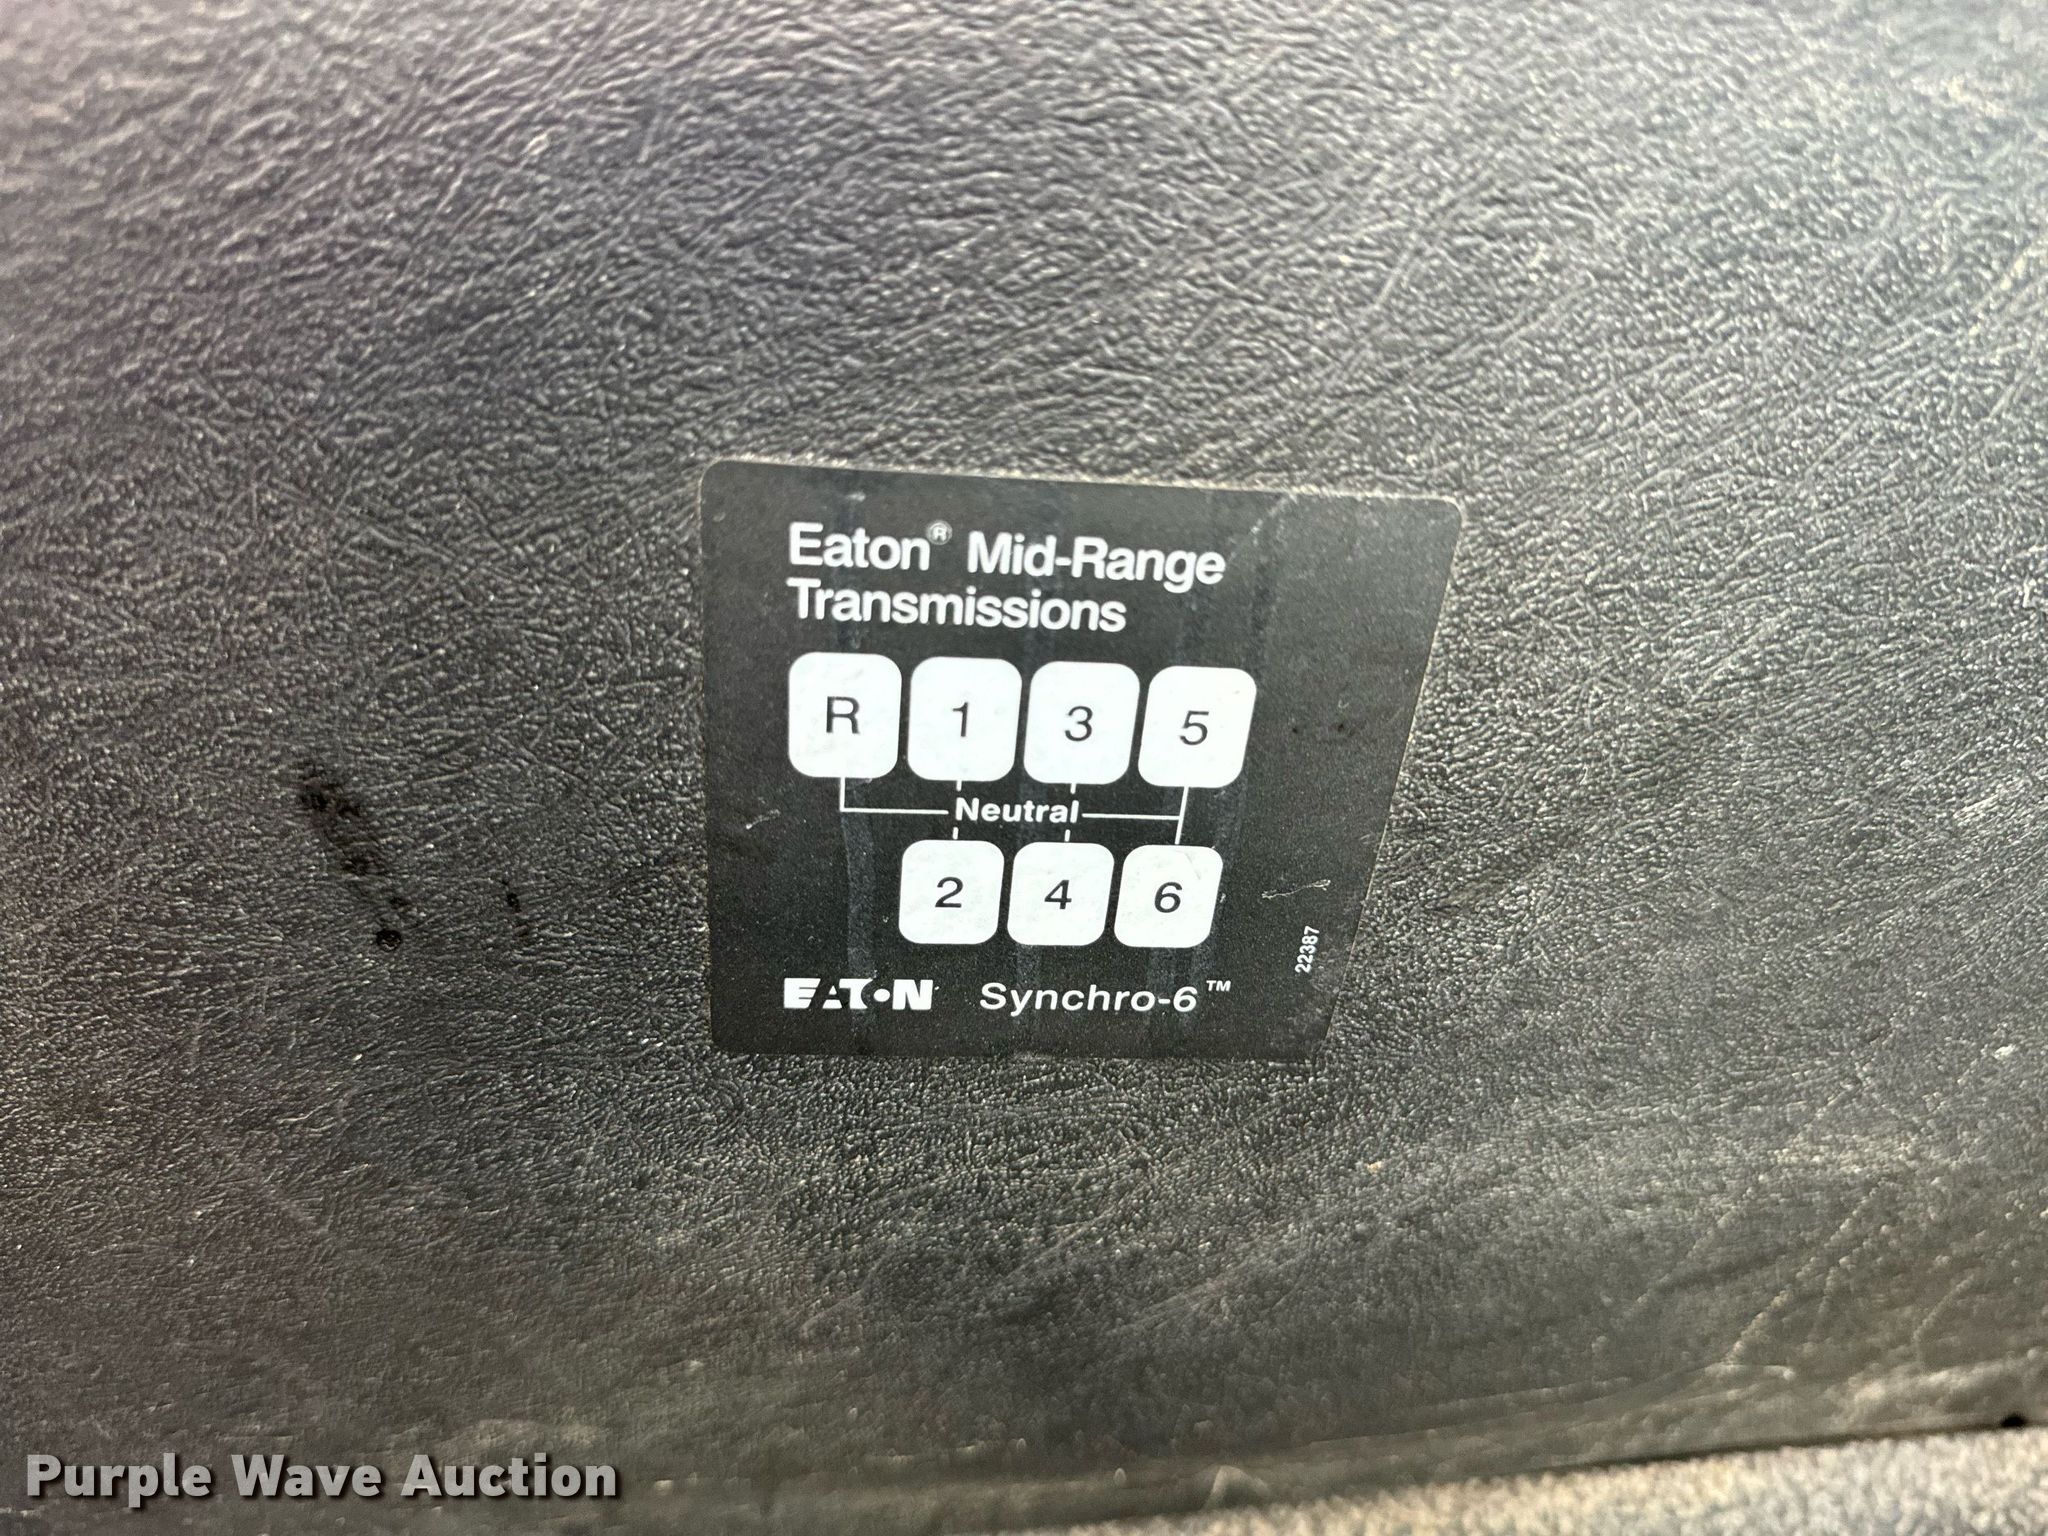 Eaton® Mid-Range
Transmissions
R 1 3 5
Neutral
2 4 6
22387
EATON Synchro-6™
Purple Wave Auction